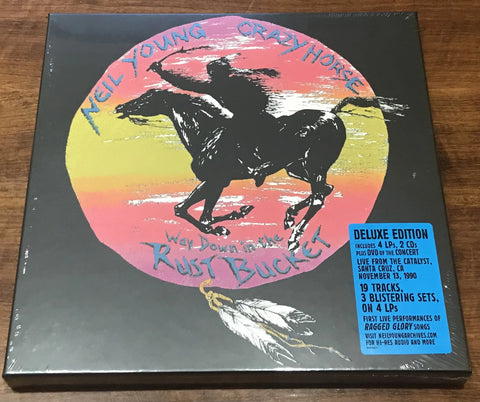 NEIL YOUNG CRAZY HORSE
Way Down in the
RUST BUCKET
DELUXE EDITION
INCLUDES 4 LPs, 2 CDs
PLUS DVD OF THE CONCERT
LIVE FROM THE CATALYST,
SANTA CRUZ, CA
NOVEMBER 13, 1990
19 TRACKS,
3 BLISTERING SETS,
ON 4 LPs
FIRST LIVE PERFORMANCES OF
RAGGED GLORY SONGS
VISIT NEILYOUNGARCHIVES.COM
FOR HI-RES AUDIO AND MORE